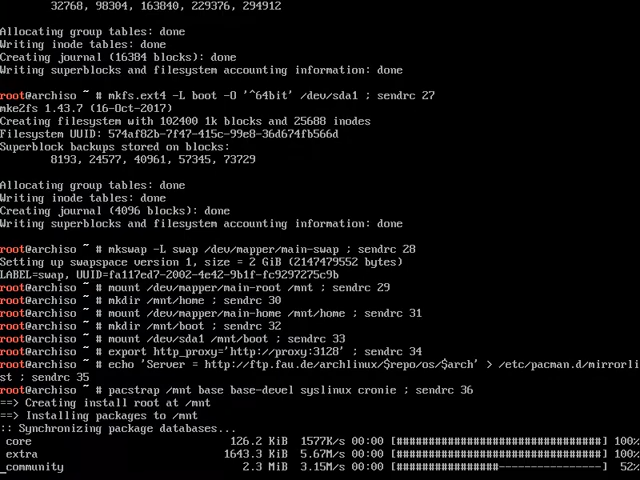 32768, 98304, 163840, 229376, 294912
Allocating group tables: done
Writing inode tables: done
Creating journal (16384 blocks): done
Writing superblocks and filesystem accounting information: done
root@archiso ~ # mkfs.ext4 -L boot -O '^64bit' /dev/sda1 ; sendrc 27
mke2fs 1.43.7 (16-Oct-2017)
Creating filesystem with 102400 1k blocks and 25688 inodes
Filesystem UUID: 574af82b-7f47-415c-99e8-36d674fb566d
Superblock backups stored on blocks:
8193, 24577, 40961, 57345, 73729
Allocating group tables: done
Writing inode tables: done
Creating journal (4096 blocks): done
Writing superblocks and filesystem accounting information: done
root@archiso ~ # mkswap -L swap /dev/mapper/main-swap ; sendrc 28
Setting up swapspace version 1, size = 2 GiB (2147479552 bytes)
LABEL=swap, UUID=fa117ed7-2002-4e42-9b1f-fc9297275c9b
root@archiso ~ # mount /dev/mapper/main-root /mnt ; sendrc 29
root@archiso ~ # mkdir /mnt/home ; sendrc 30
root@archiso ~ # mount /dev/mapper/main-home /mnt/home ; sendrc 31
root@archiso ~ # mkdir /mnt/boot ; sendrc 32
root@archiso ~ # mount /dev/sda1 /mnt/boot ; sendrc 33
root@archiso ~ # export http_proxy='http://proxy:3128' ; sendrc 34
root@archiso ~ # echo 'Server = http://ftp.fau.de/archlinux/$repo/os/$arch' > /etc/pacman.d/mirrorli
st ; sendrc 35
root@archiso ~ # pacstrap /mnt base base-devel syslinux cronie ; sendrc 36
==> Creating install root at /mnt
==> Installing packages to /mnt
:: Synchronizing package databases...
core 126.2 KiB 1577K/s 00:00 [######################################] 100%
extra 1643.3 KiB 5.67M/s 00:00 [######################################] 100%
_community 2.3 MiB 3.15M/s 00:00 [###################-------------------] 52%